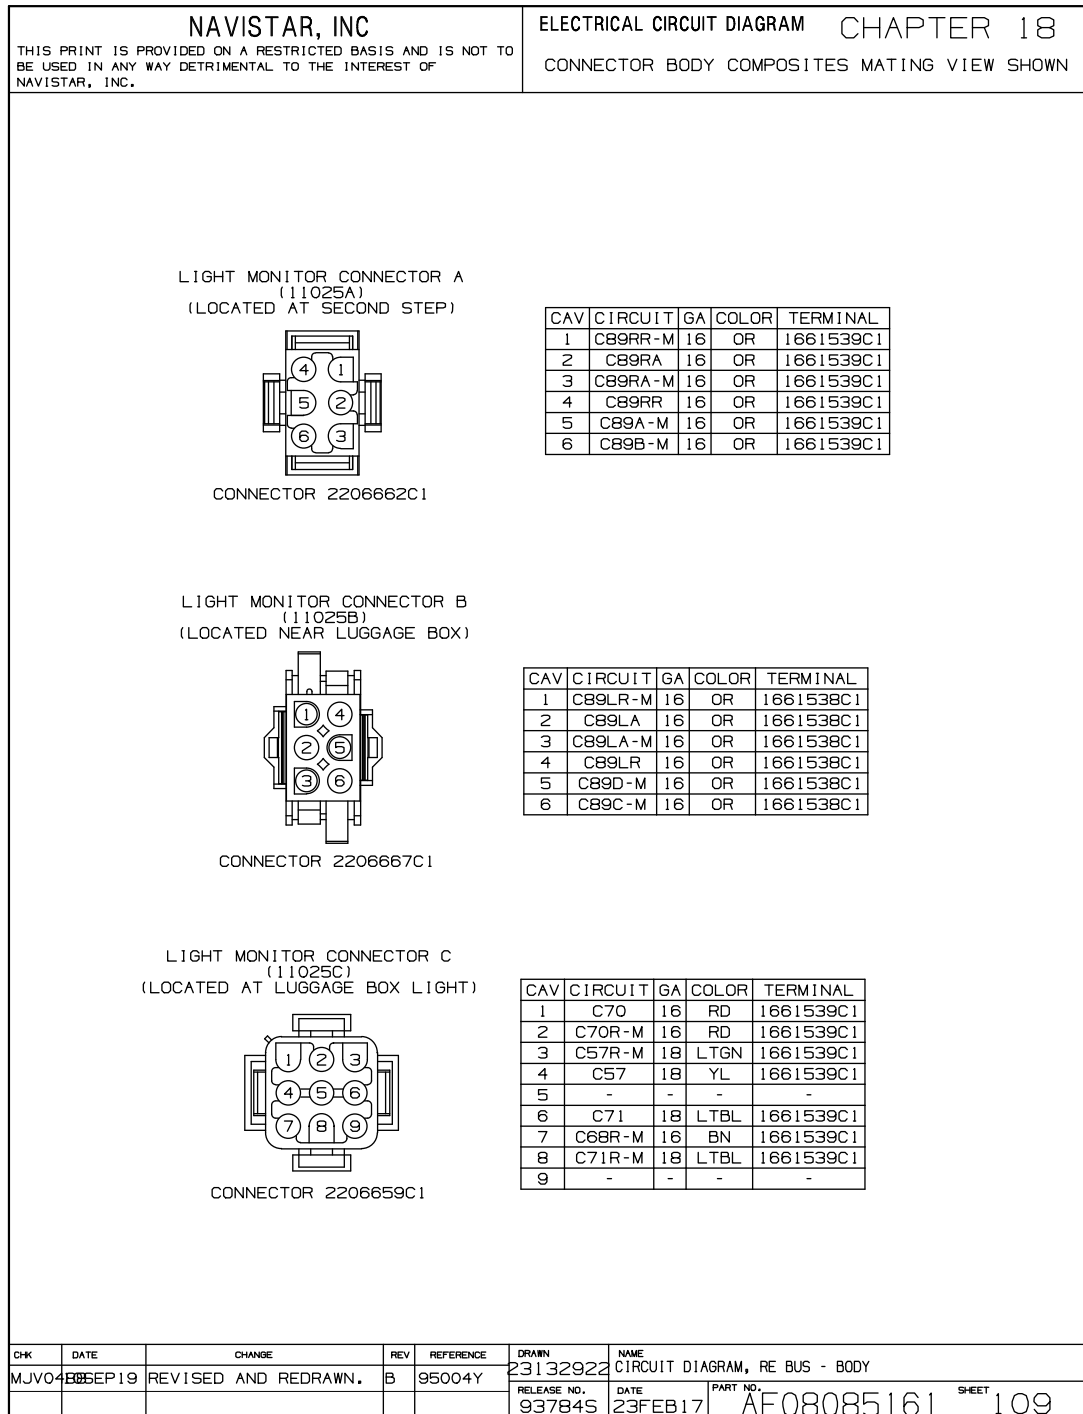 NAVISTAR, INC
THIS PRINT IS PROVIDED ON A RESTRICTED BASIS AND IS NOT TO
BE USED IN ANY WAY DETRIMENTAL TO THE INTEREST OF
NAVISTAR, INC.
ELECTRICAL CIRCUIT DIAGRAM CHAPTER 18
CONNECTOR BODY COMPOSITES MATING VIEW SHOWN
LIGHT MONITOR CONNECTOR A
(11025A)
(LOCATED AT SECOND STEP)
4 1
5 2
6 3
CONNECTOR 2206662C1
CAV CIRCUIT GA COLOR TERMINAL
1 C89RR-M 16 OR 1661539C1
2 C89RA 16 OR 1661539C1
3 C89RA-M 16 OR 1661539C1
4 C89RR 16 OR 1661539C1
5 C89A-M 16 OR 1661539C1
6 C89B-M 16 OR 1661539C1
LIGHT MONITOR CONNECTOR B
(11025B)
(LOCATED NEAR LUGGAGE BOX)
1 4
2 5
3 6
CONNECTOR 2206667C1
CAV CIRCUIT GA COLOR TERMINAL
1 C89LR-M 16 OR 1661538C1
2 C89LA 16 OR 1661538C1
3 C89LA-M 16 OR 1661538C1
4 C89LR 16 OR 1661538C1
5 C89D-M 16 OR 1661538C1
6 C89C-M 16 OR 1661538C1
LIGHT MONITOR CONNECTOR C
(11025C)
(LOCATED AT LUGGAGE BOX LIGHT)
1 2 3
4 5 6
7 8 9
CONNECTOR 2206659C1
CAV CIRCUIT GA COLOR TERMINAL
1 C70 16 RD 1661539C1
2 C70R-M 16 RD 1661539C1
3 C57R-M 18 LTGN 1661539C1
4 C57 18 YL 1661539C1
5 - - - -
6 C71 18 LTBL 1661539C1
7 C68R-M 16 BN 1661539C1
8 C71R-M 18 LTBL 1661539C1
9 - - - -
CHK DATE CHANGE REV REFERENCE
REVISED AND REDRAWN. B 95004Y
DRAWN 23132922
NAME CIRCUIT DIAGRAM, RE BUS - BODY
RELEASE NO. 93784S
DATE 23FEB17
PART NO. AE08085161
SHEET 109